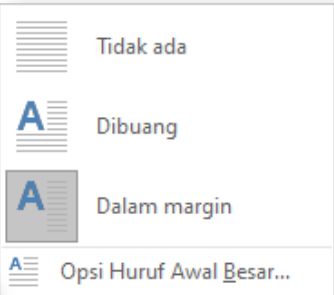 Tidak ada
A
Dibuang
A
Dalam margin
A
Opsi Huruf Awal Besar...